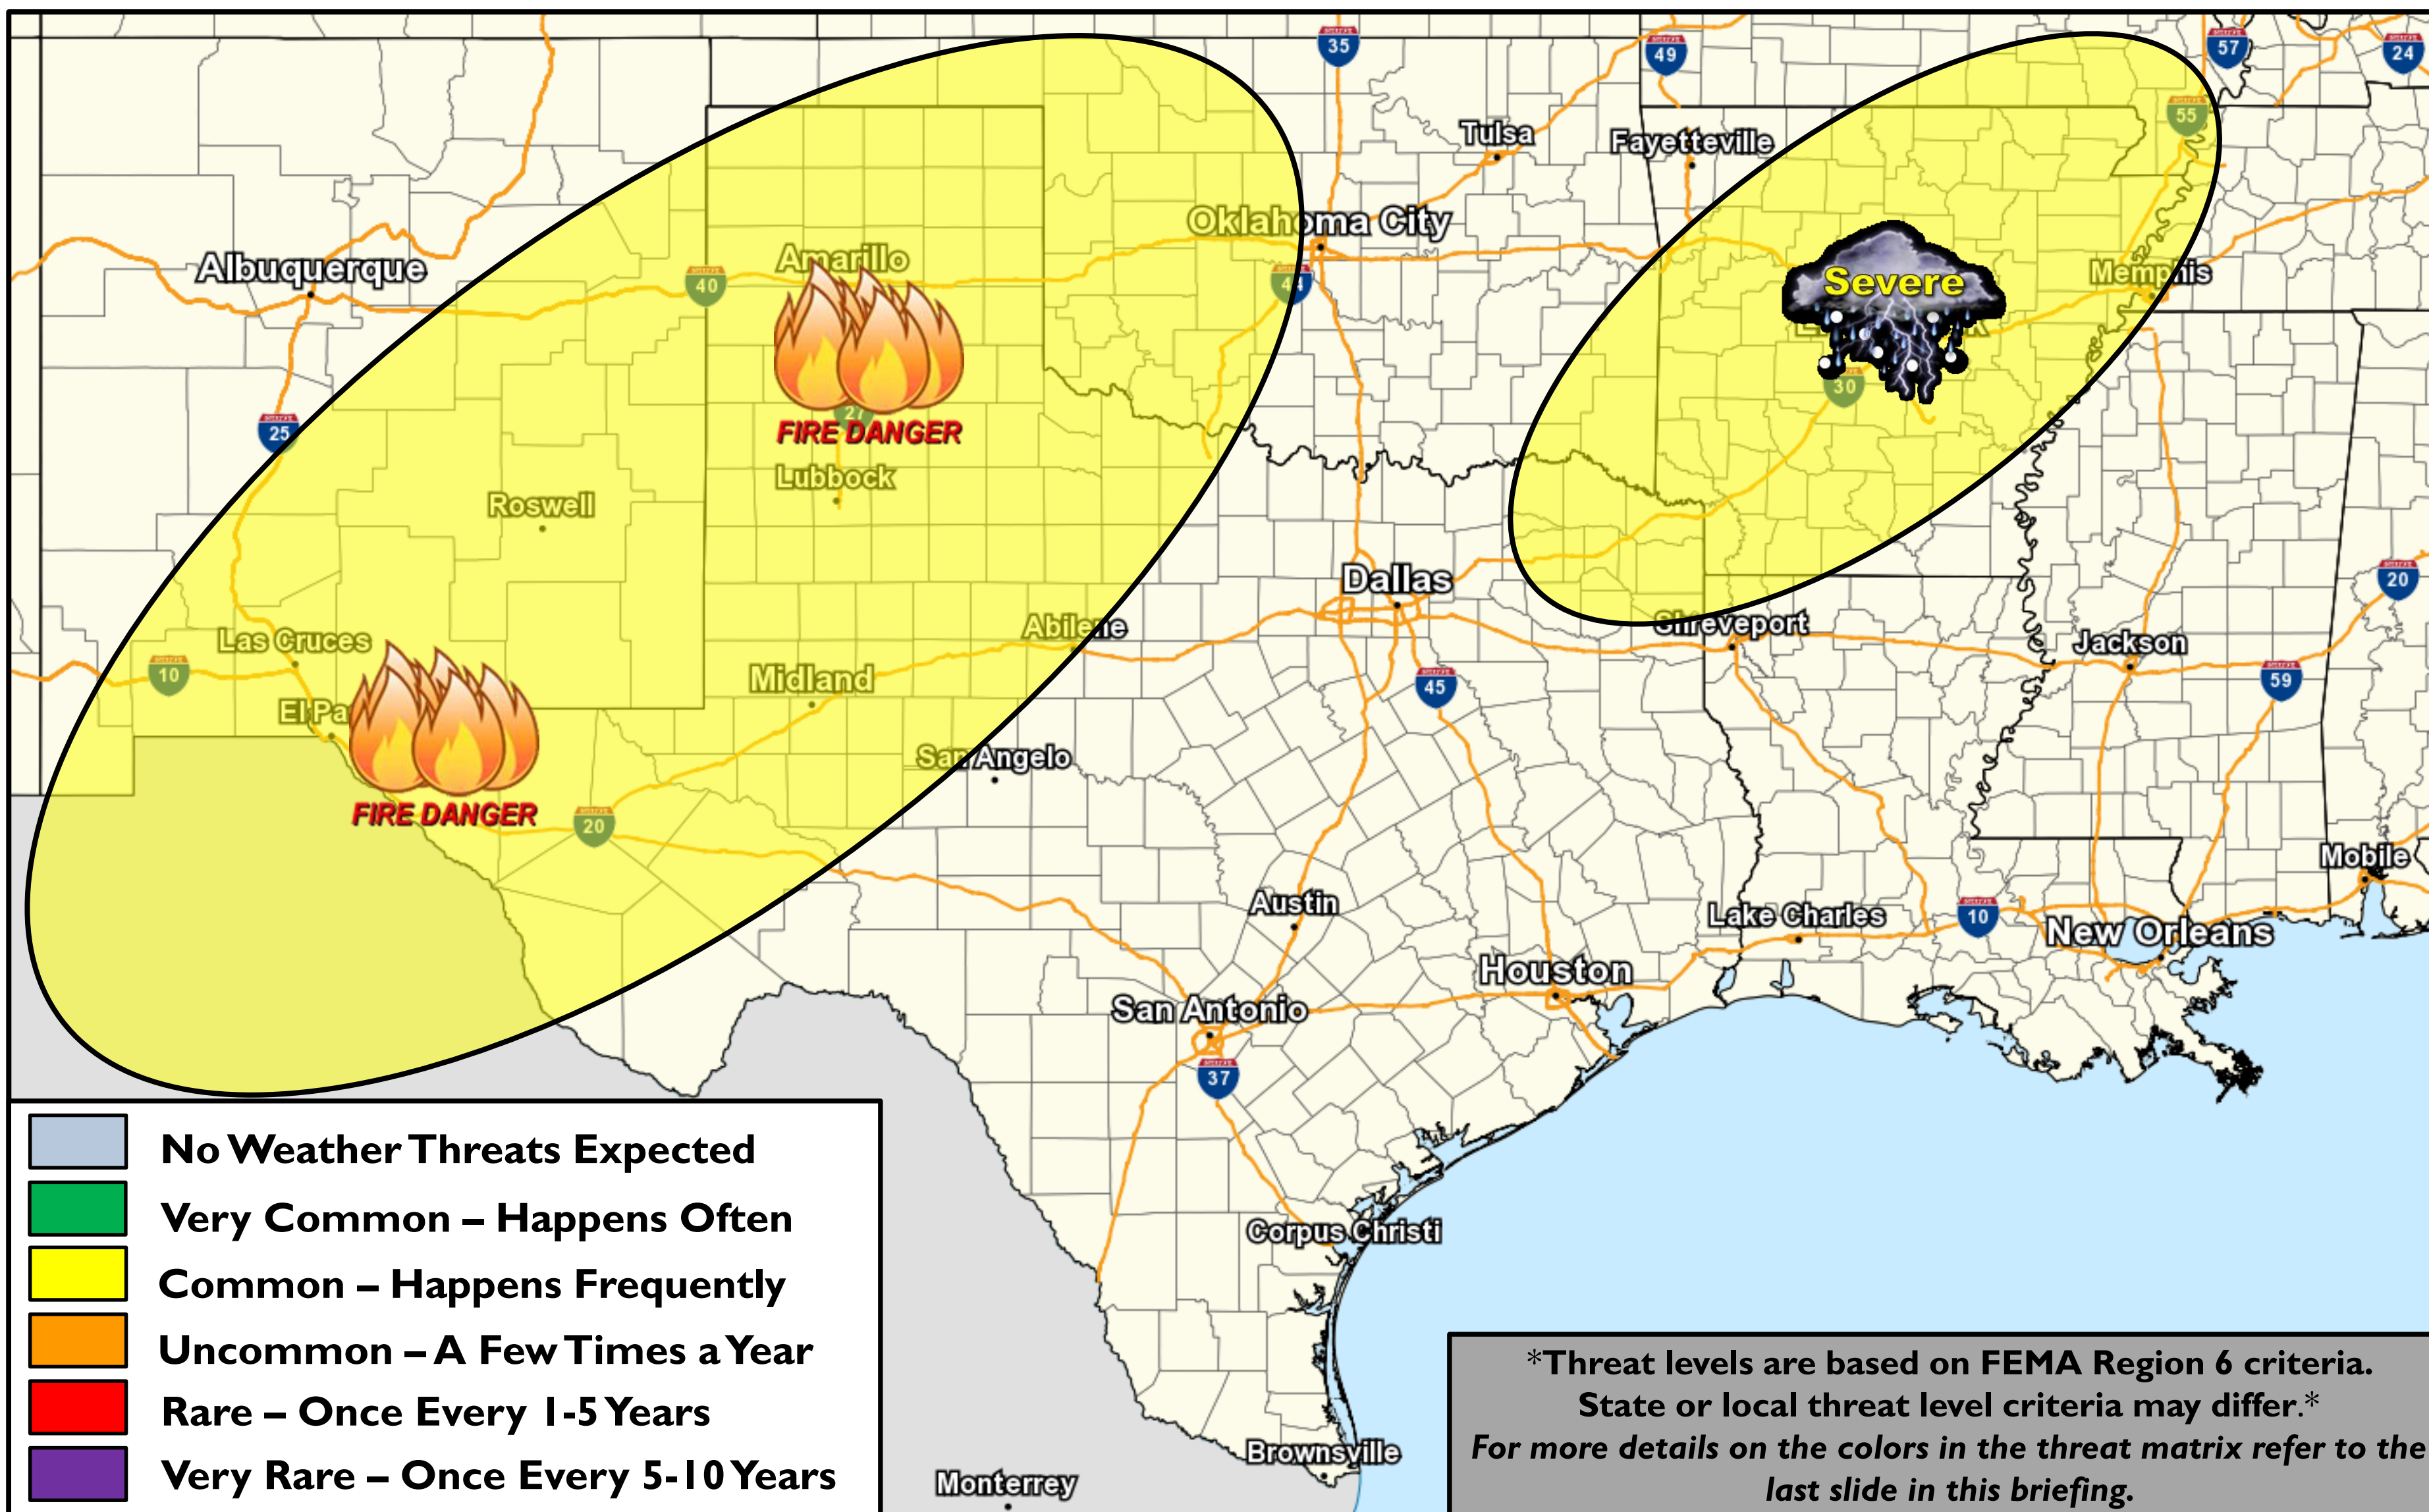 35
49
57
24
55
Tulsa
Fayetteville
Oklahoma City
Albuquerque
Amarillo
40
44
Severe
Memphis
30
27
25
FIRE DANGER
Lubbock
Roswell
Dallas
20
Abilene
Shreveport
Las Cruces
Jackson
10
Midland
45
59
San Angelo
FIRE DANGER
20
Mobile
Austin
Lake Charles
10
New Orleans
Houston
San Antonio
37
Corpus Christi
Brownsville
Monterrey
No Weather Threats Expected
Very Common – Happens Often
Common – Happens Frequently
Uncommon – A Few Times a Year
Rare – Once Every 1-5 Years
Very Rare – Once Every 5-10 Years
*Threat levels are based on FEMA Region 6 criteria.
State or local threat level criteria may differ.*
For more details on the colors in the threat matrix refer to the
last slide in this briefing.